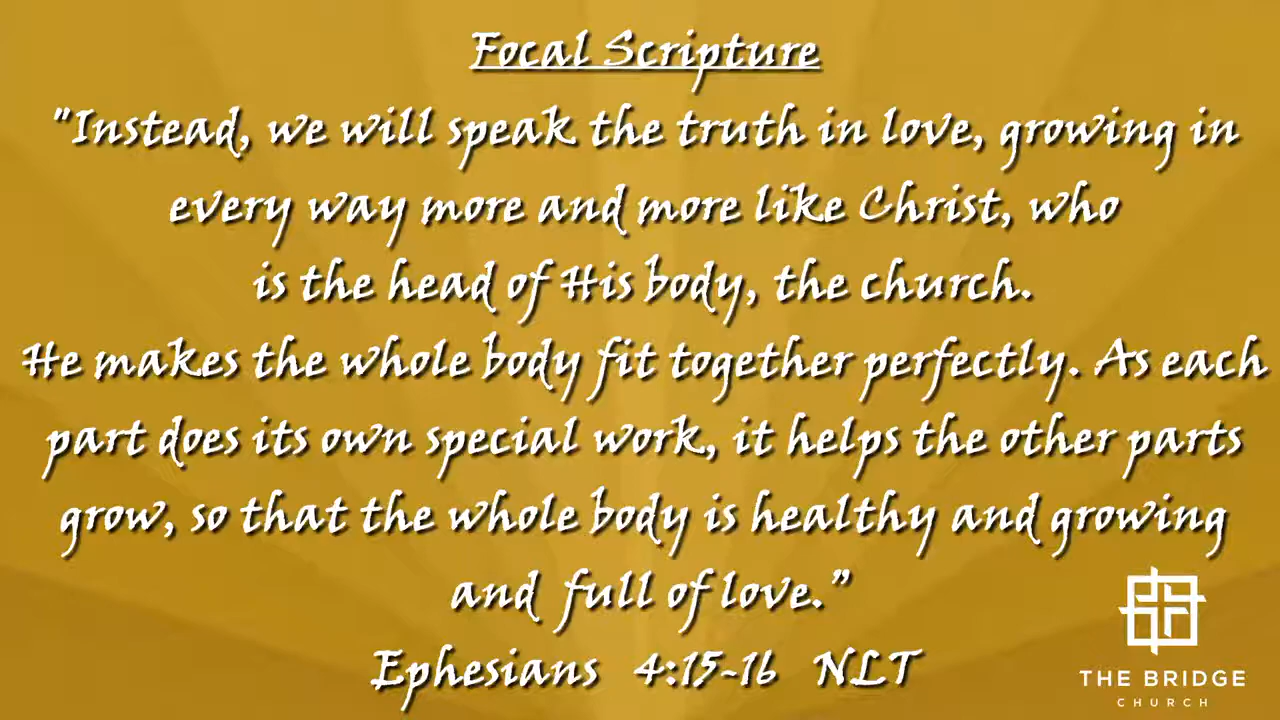 Focal Scripture
"Instead, we will speak the truth in love, growing in
every way more and more like Christ, who
is the head of His body, the church.
He makes the whole body fit together perfectly. As each
part does its own special work, it helps the other parts
grow, so that the whole body is healthy and growing
and full of love."
Ephesians 4:15-16 NLT
THE BRIDGE
CHURCH